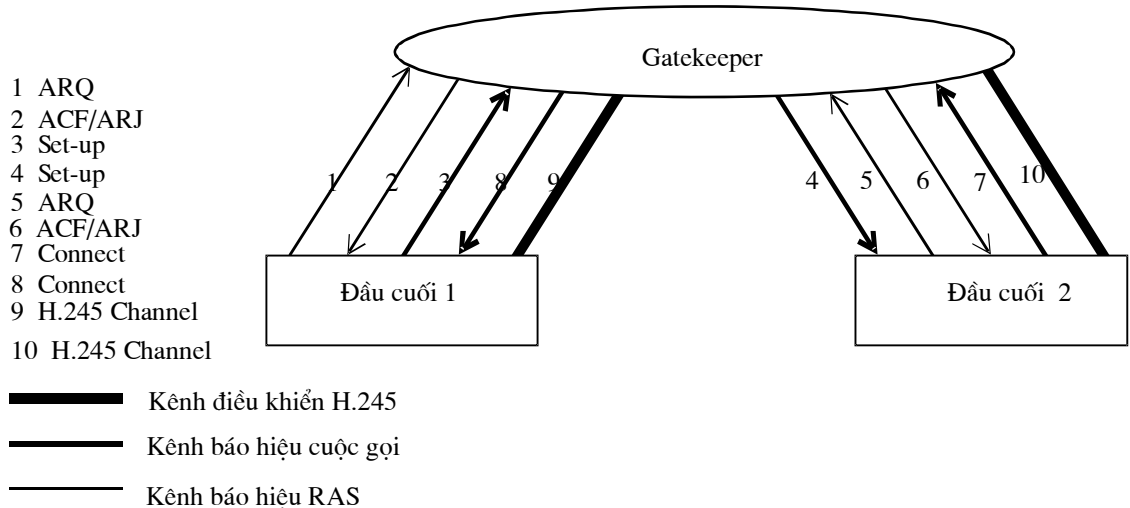 Gatekeeper
1 ARQ
2 ACF/ARJ
3 Set-up
4 Set-up
5 ARQ
6 ACF/ARJ
7 Connect
8 Connect
9 H.245 Channel
10 H.245 Channel
1 2 3 8 9 4 5 6 7 10
Đầu cuối 1
Đầu cuối 2
Kênh điều khiển H.245
Kênh báo hiệu cuộc gọi
Kênh báo hiệu RAS